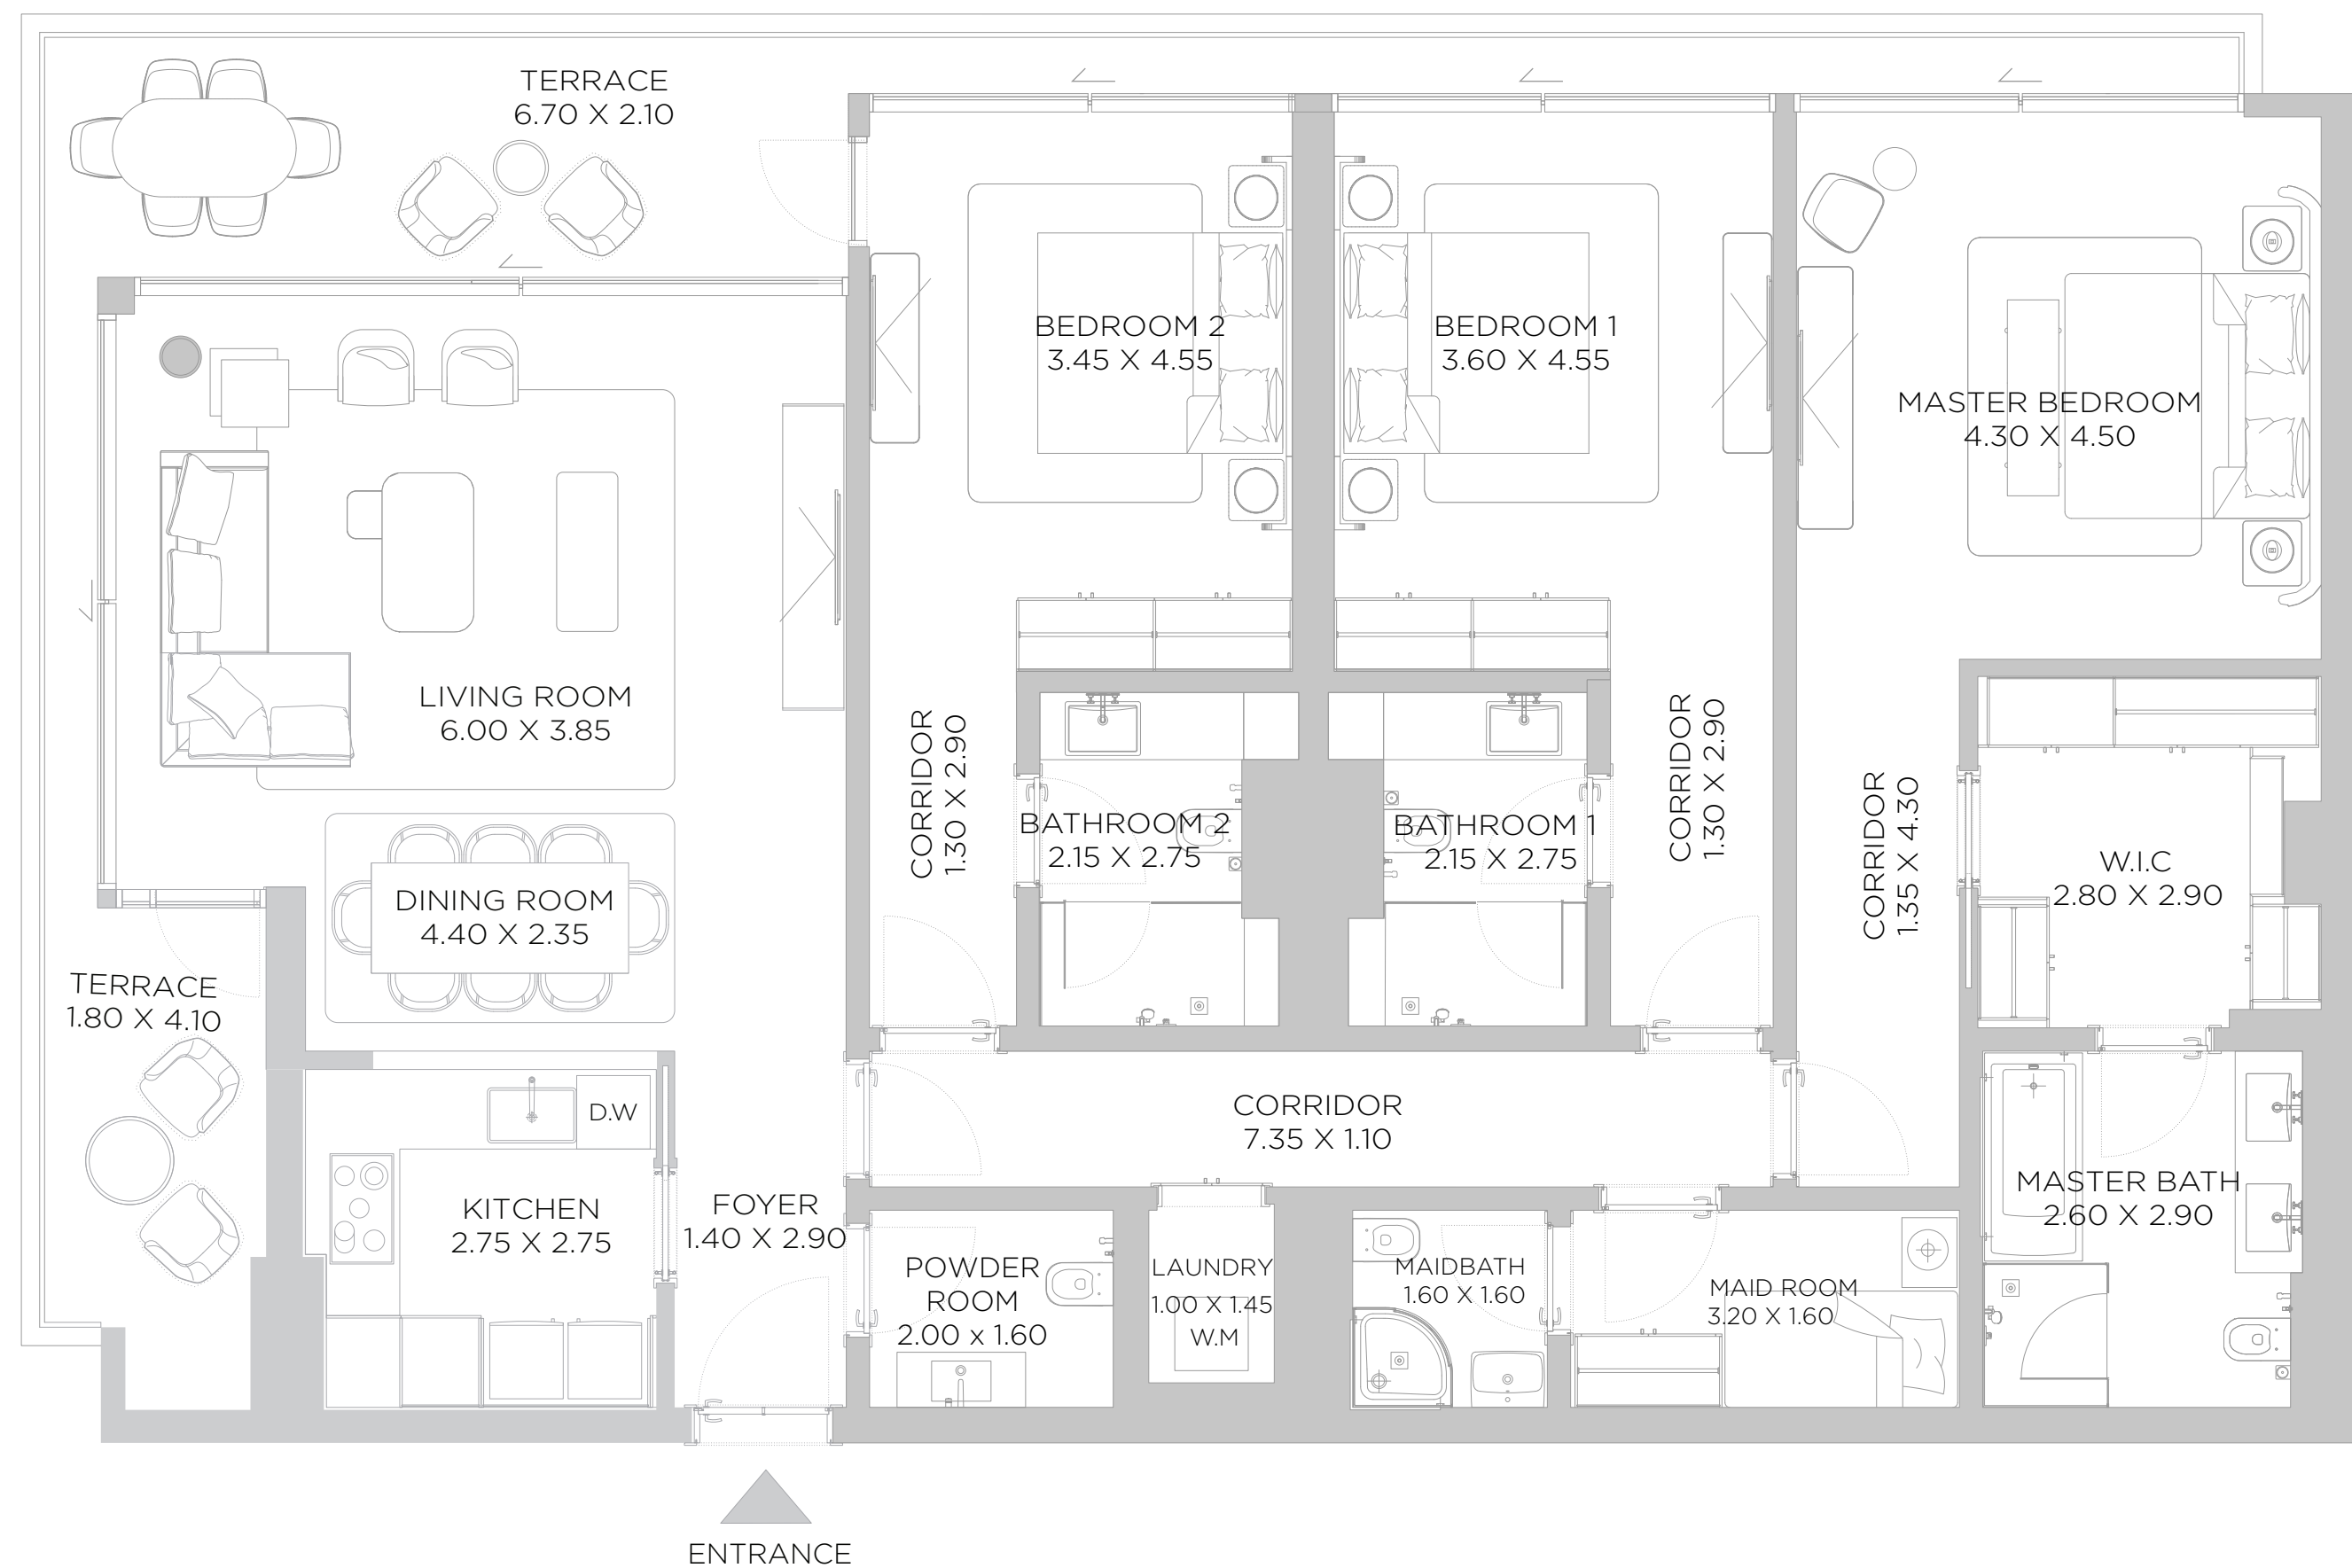 TERRACE
6.70 X 2.10
BEDROOM 2
3.45 X 4.55
BEDROOM 1
3.60 X 4.55
MASTER BEDROOM
4.30 X 4.50
LIVING ROOM
6.00 X 3.85
CORRIDOR
1.30 X 2.90
BATHROOM 2
2.15 X 2.75
BATHROOM 1
2.15 X 2.75
CORRIDOR
1.30 X 2.90
CORRIDOR
1.35 X 4.30
W.I.C
2.80 X 2.90
DINING ROOM
4.40 X 2.35
TERRACE
1.80 X 4.10
D.W
CORRIDOR
7.35 X 1.10
KITCHEN
2.75 X 2.75
FOYER
1.40 X 2.90
MASTER BATH
2.60 X 2.90
POWDER
ROOM
2.00 x 1.60
LAUNDRY
1.00 X 1.45
W.M
MAIDBATH
1.60 X 1.60
MAID ROOM
3.20 X 1.60
ENTRANCE